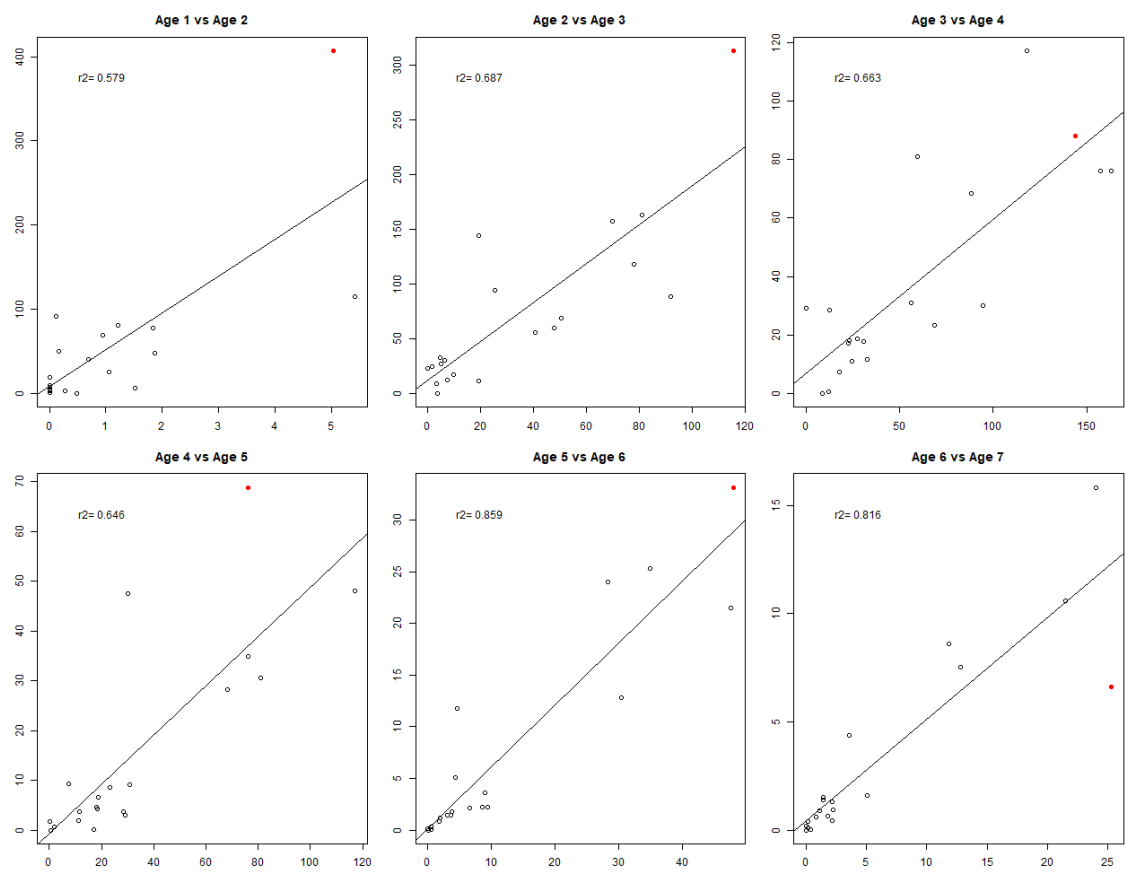 Age 1 vs Age 2
r2= 0.579
0 100 200 300 400
0 1 2 3 4 5
Age 2 vs Age 3
r2= 0.687
0 50 100 150 200 250 300
0 20 40 60 80 100 120
Age 3 vs Age 4
r2= 0.663
0 20 40 60 80 100 120
0 50 100 150
Age 4 vs Age 5
r2= 0.646
0 10 20 30 40 50 60 70
0 20 40 60 80 100 120
Age 5 vs Age 6
r2= 0.859
0 5 10 15 20 25 30
0 10 20 30 40
Age 6 vs Age 7
r2= 0.816
0 5 10 15
0 5 10 15 20 25